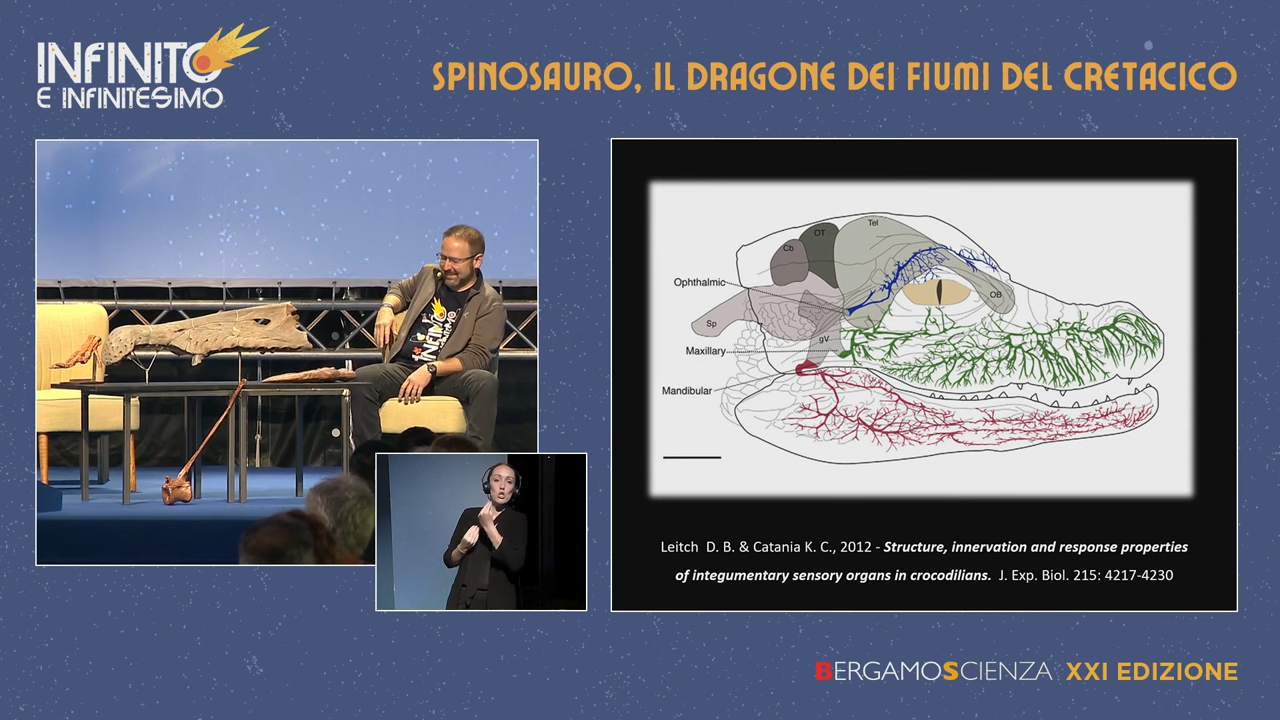 INFINITO
E INFINITESIMO
SPINOSAURO, IL DRAGONE DEI FIUMI DEL CRETACICO
INFINITO
Tel
OT
Cb
Ophthalmic
OB
Sp
gV
Maxillary
Mandibular
Leitch D. B. & Catania K. C., 2012 - Structure, innervation and response properties
of integumentary sensory organs in crocodilians. J. Exp. Biol. 215: 4217-4230
BERGAMOSCIENZA XXI EDIZIONE